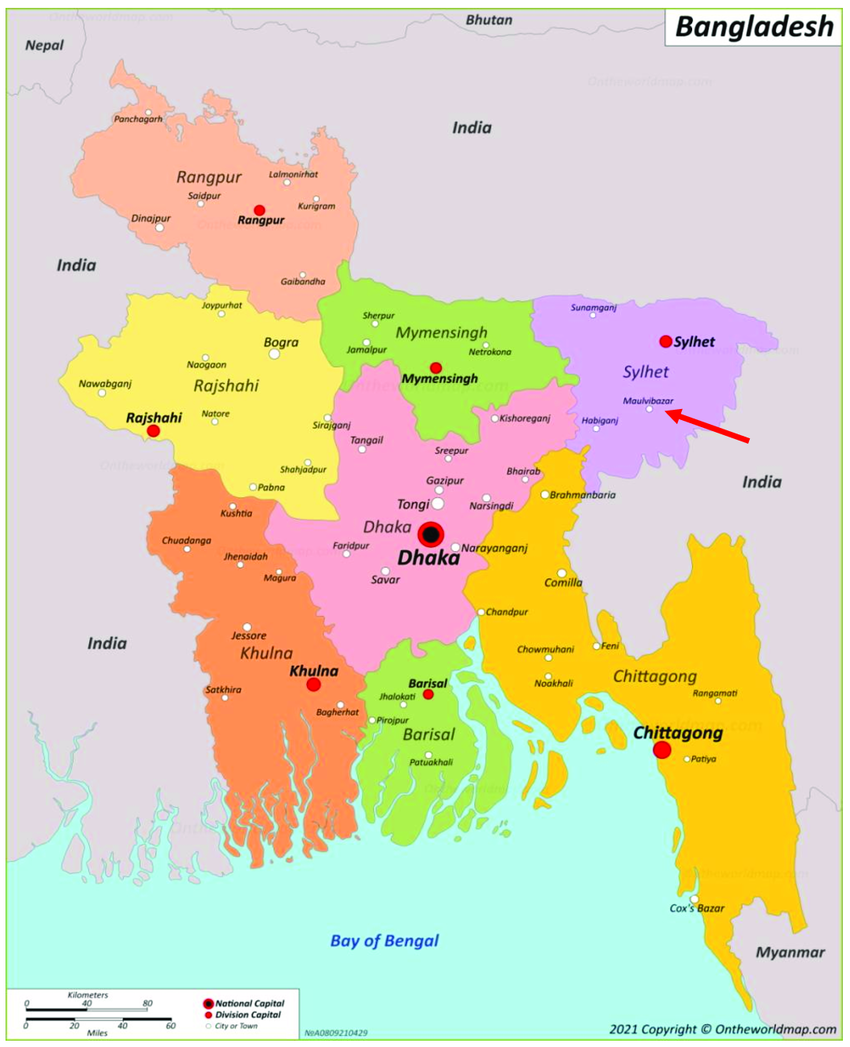 Bangladesh
Ontheworldmap.com
Bhutan
Nepal
Ontheworldmap.com
Panchagarh
India
Lalmonirhat
Rangpur
Saidpur
Kurigram
Dinajpur
Rangpur
India
Gaibandha
Joypurhat
Sherpur
Sunamganj
Bogra
Mymensingh
Sylhet
Jamalpur
Netrokona
Naogaon
Sylhet
Nawabganj
Rajshahi
Mymensingh
Maulvibazar
Rajshahi
Natore
Sirajganj
Kishoreganj
Habiganj
Tangail
Sreepur
Shahjadpur
Bhairab
Pabna
Gazipur
India
Brahmanbaria
Kushtia
Tongi
Narsingdi
Dhaka
Chuadanga
Faridpur
Dhaka
Narayanganj
Jhenaidah
Magura
Savar
Comilla
Chandpur
Jessore
India
Khulna
Chowmuhani
Feni
Khulna
Barisal
Noakhali
Chittagong
Satkhira
Jhalokati
Rangamati
Bagherhat
Pirojpur
Barisal
Chittagong
Patuakhali
Patiya
Cox's Bazar
Bay of Bengal
Myanmar
Kilometers
0 40 80
0 20 40 60
Miles
National Capital
Division Capital
City or Town
№A0809210429
2021 Copyright © Ontheworldmap.com